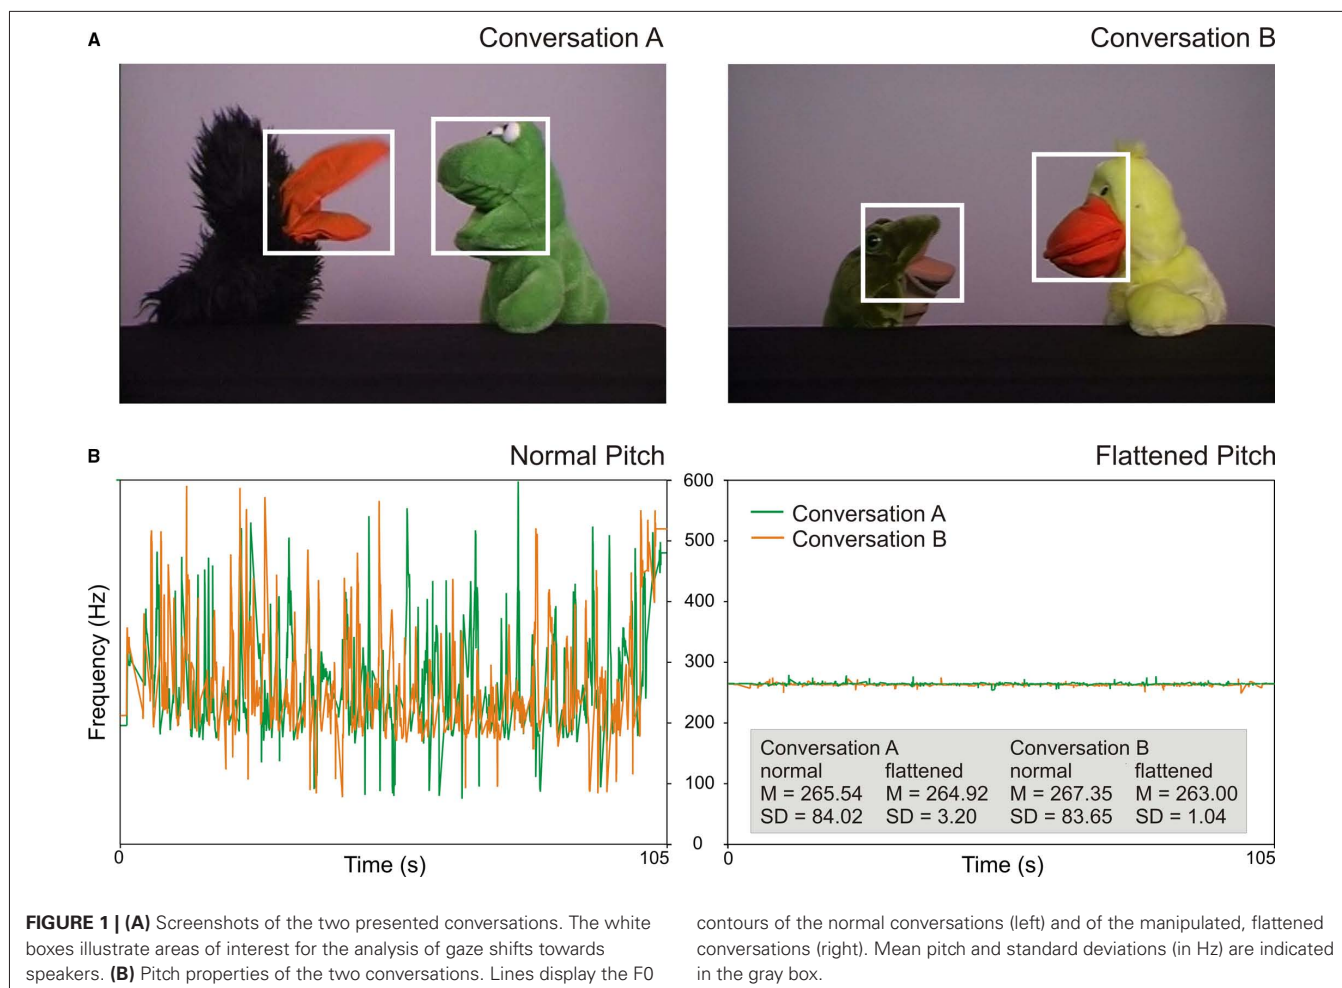 A
Conversation A
Conversation B
B
Normal Pitch
Flattened Pitch
Frequency (Hz)
600
500
400
300
200
100
0
Conversation A
Conversation B
Conversation A
Conversation B
normal
flattened
normal
flattened
M = 265.54
M = 264.92
M = 267.35
M = 263.00
SD = 84.02
SD = 3.20
SD = 83.65
SD = 1.04
0
Time (s)
105
0
Time (s)
105
FIGURE 1 | (A) Screenshots of the two presented conversations. The white
boxes illustrate areas of interest for the analysis of gaze shifts towards
speakers. (B) Pitch properties of the two conversations. Lines display the F0
contours of the normal conversations (left) and of the manipulated, flattened
conversations (right). Mean pitch and standard deviations (in Hz) are indicated
in the gray box.